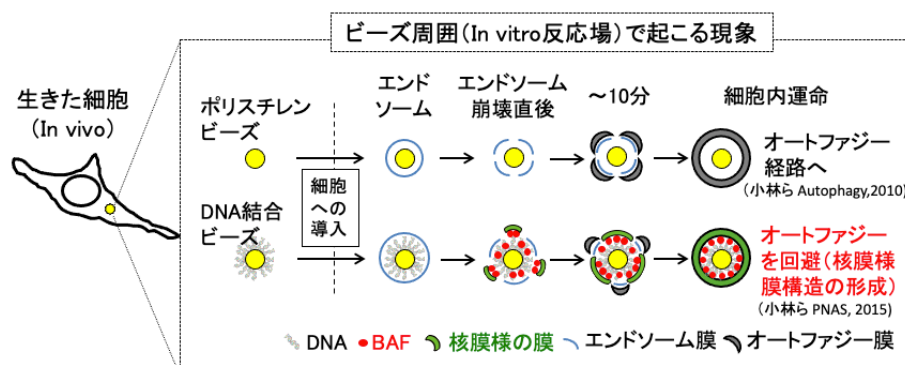 ビーズ周囲(In vitro反応場)で起こる現象
生きた細胞
(In vivo)
ポリスチレン
ビーズ
エンド
ソーム
エンドソーム
崩壊直後
～10分
細胞内運命
オートファジー
経路へ
(小林ら Autophagy,2010)
細胞
への
導入
DNA結合
ビーズ
オートファジー
を回避(核膜様
膜構造の形成)
(小林ら PNAS, 2015)
DNA
BAF
核膜様の膜
エンドソーム膜
オートファジー膜